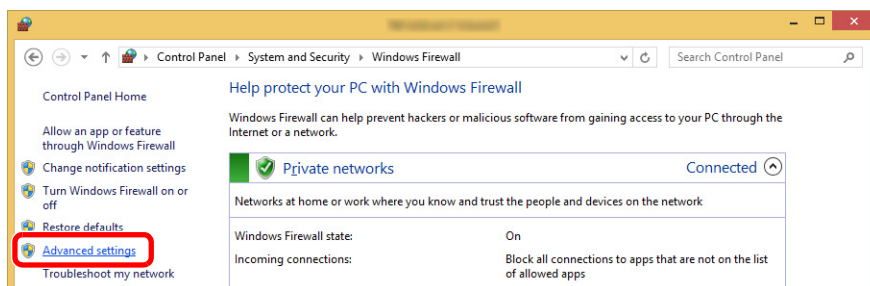 Control Panel ▸ System and Security ▸ Windows Firewall
Search Control Panel
Control Panel Home
Allow an app or feature
through Windows Firewall
Change notification settings
Turn Windows Firewall on or
off
Restore defaults
Advanced settings
Troubleshoot my network
Help protect your PC with Windows Firewall
Windows Firewall can help prevent hackers or malicious software from gaining access to your PC through the
Internet or a network.
Private networks Connected
Networks at home or work where you know and trust the people and devices on the network
Windows Firewall state: On
Incoming connections: Block all connections to apps that are not on the list
of allowed apps